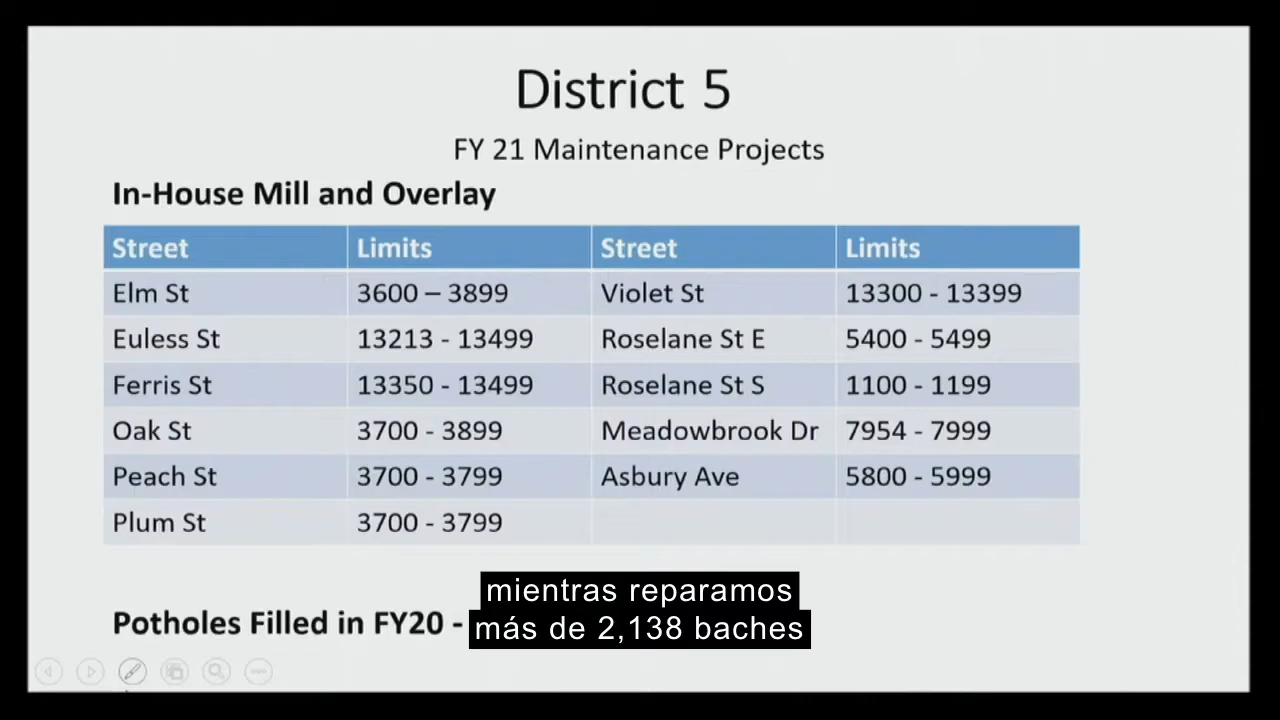 District 5
FY 21 Maintenance Projects
In-House Mill and Overlay
Street Limits Street Limits
Elm St 3600 – 3899 Violet St 13300 - 13399
Euless St 13213 - 13499 Roselane St E 5400 - 5499
Ferris St 13350 - 13499 Roselane St S 1100 - 1199
Oak St 3700 - 3899 Meadowbrook Dr 7954 - 7999
Peach St 3700 - 3799 Asbury Ave 5800 - 5999
Plum St 3700 - 3799
Potholes Filled in FY20 -
mientras reparamos
más de 2,138 baches